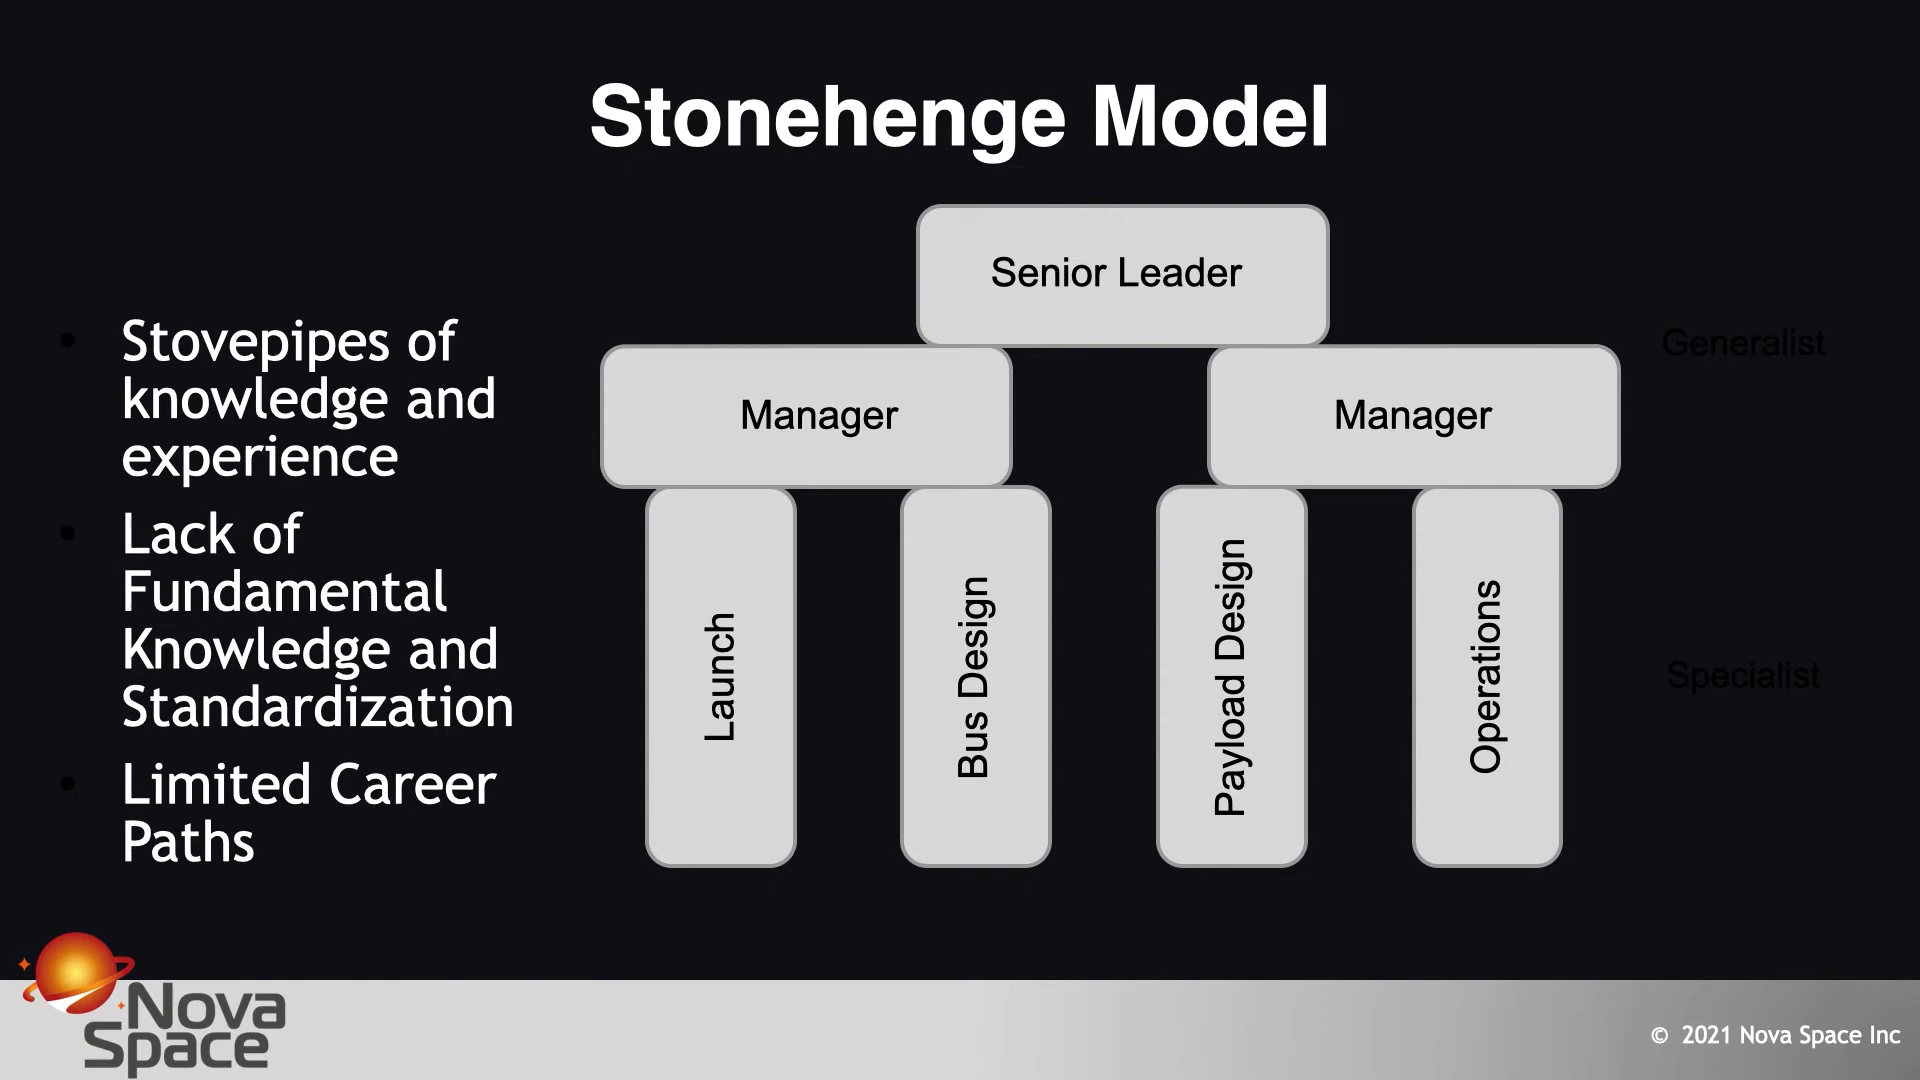 Stonehenge Model
Stovepipes of
knowledge and
experience
Lack of
Fundamental
Knowledge and
Standardization
Limited Career
Paths
Senior Leader
Manager
Manager
Launch
Bus Design
Payload Design
Operations
Generalist
Specialist
Nova
Space
© 2021 Nova Space Inc